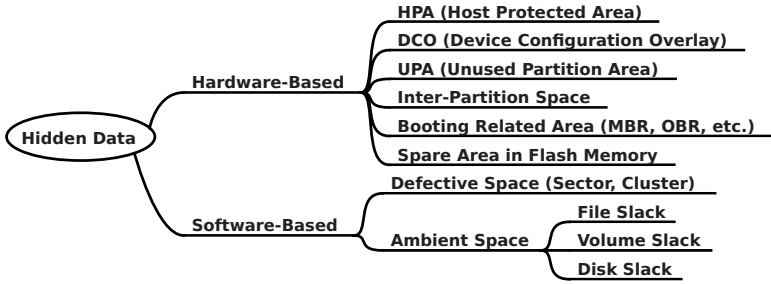 HPA (Host Protected Area)
DCO (Device Configuration Overlay)
UPA (Unused Partition Area)
Hardware-Based
Inter-Partition Space
Booting Related Area (MBR, OBR, etc.)
Hidden Data
Spare Area in Flash Memory
Defective Space (Sector, Cluster)
File Slack
Software-Based
Ambient Space
Volume Slack
Disk Slack